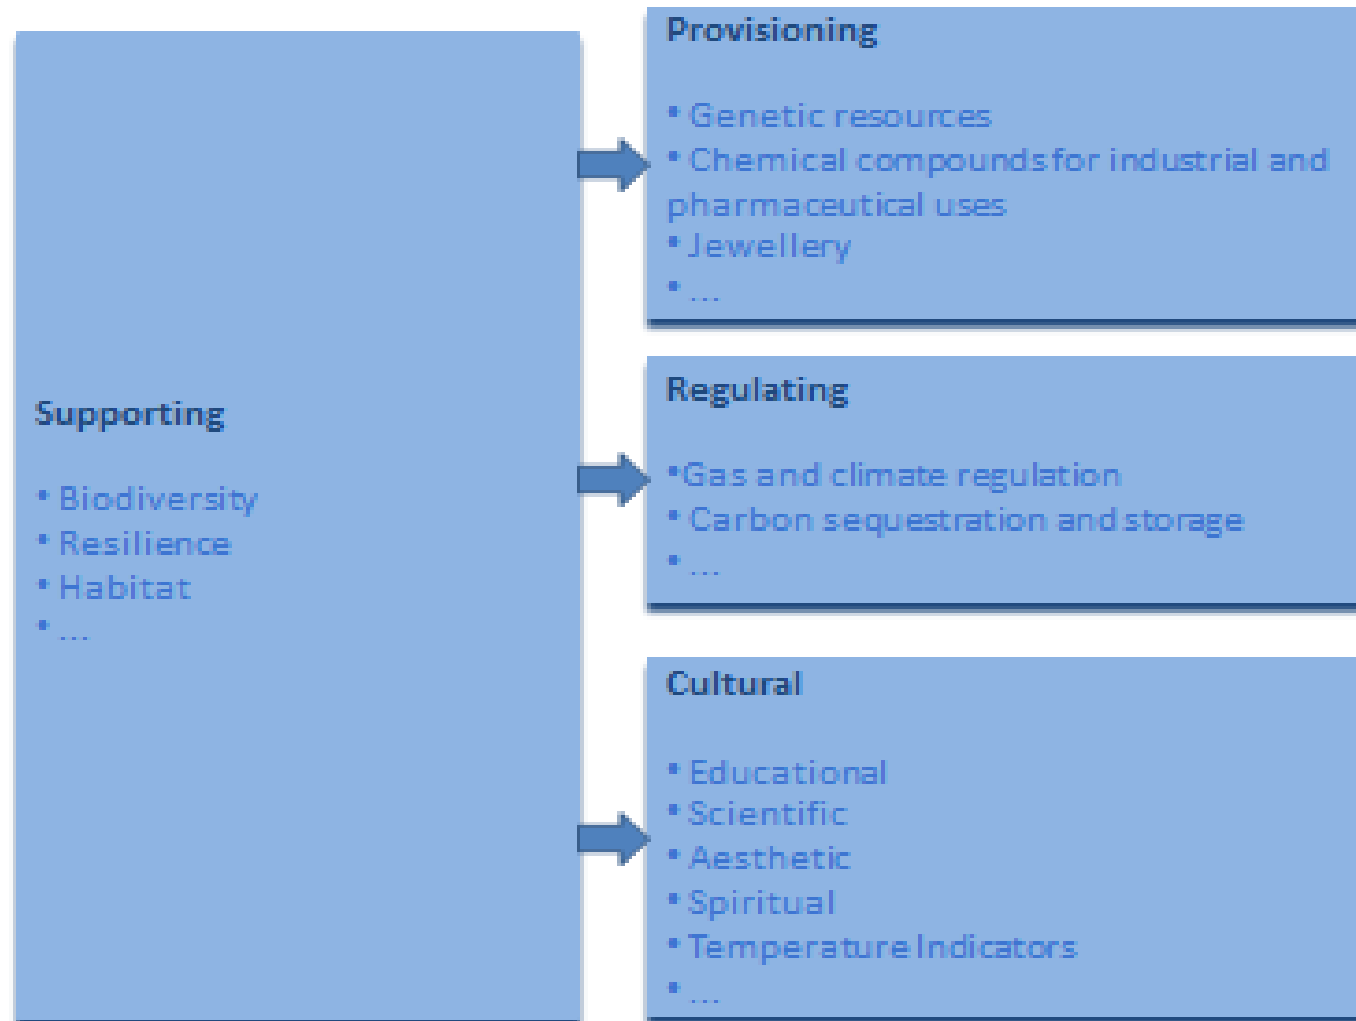 Supporting
• Biodiversity
• Resilience
• Habitat
• ...
Provisioning
• Genetic resources
• Chemical compounds for industrial and
pharmaceutical uses
• Jewellery
• ...
Regulating
•Gas and climate regulation
• Carbon sequestration and storage
• ...
Cultural
• Educational
• Scientific
• Aesthetic
• Spiritual
• Temperature Indicators
• ...